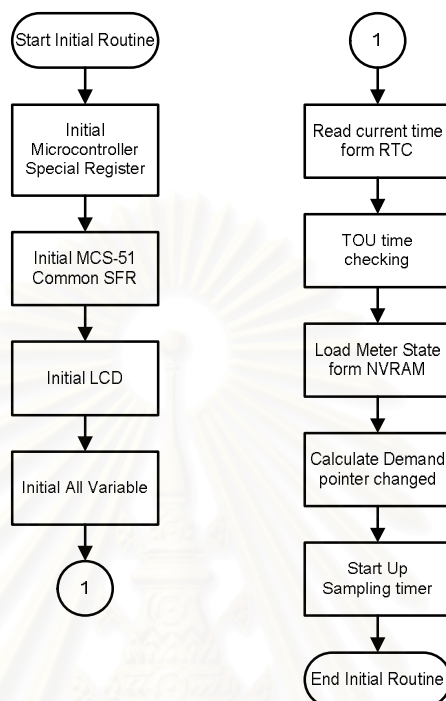 Start Initial Routine
Initial
Microcontroller
Special Register
Initial MCS-51
Common SFR
Initial LCD
Initial All Variable
1
1
Read current time
form RTC
TOU time
checking
Load Meter State
form NVRAM
Calculate Demand
pointer changed
Start Up
Sampling timer
End Initial Routine